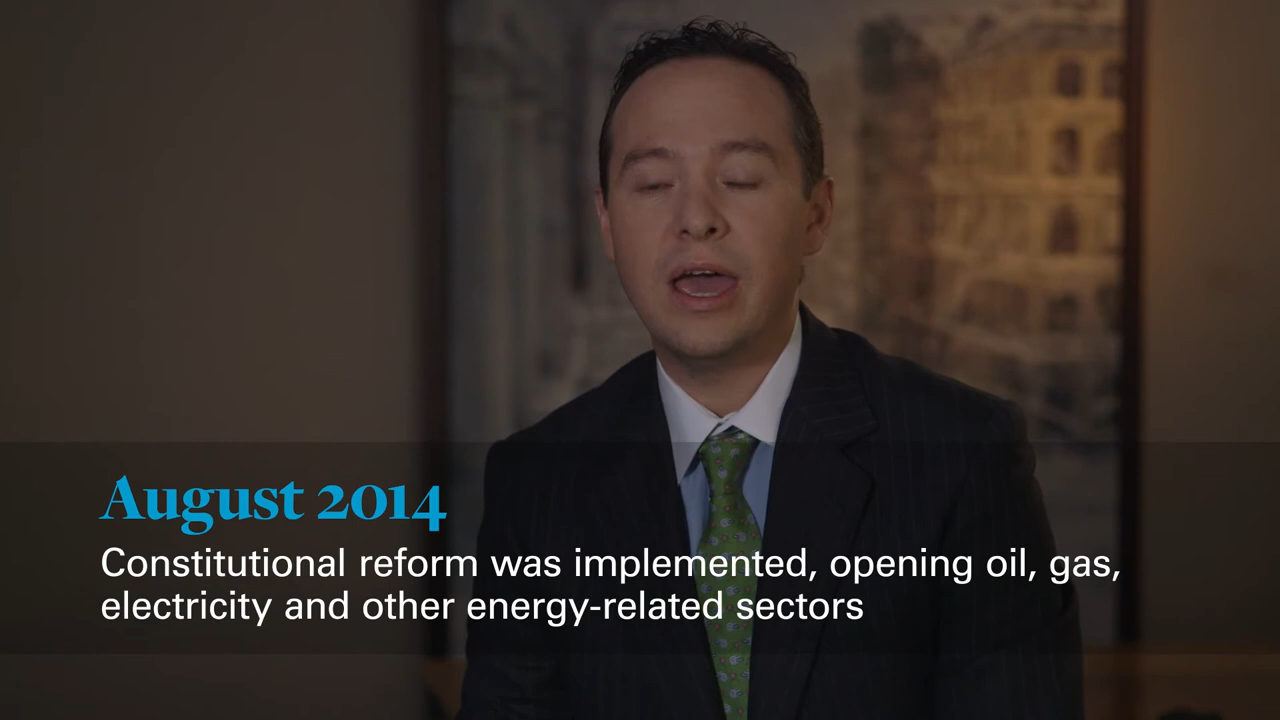 August 2014
Constitutional reform was implemented, opening oil, gas,
electricity and other energy-related sectors